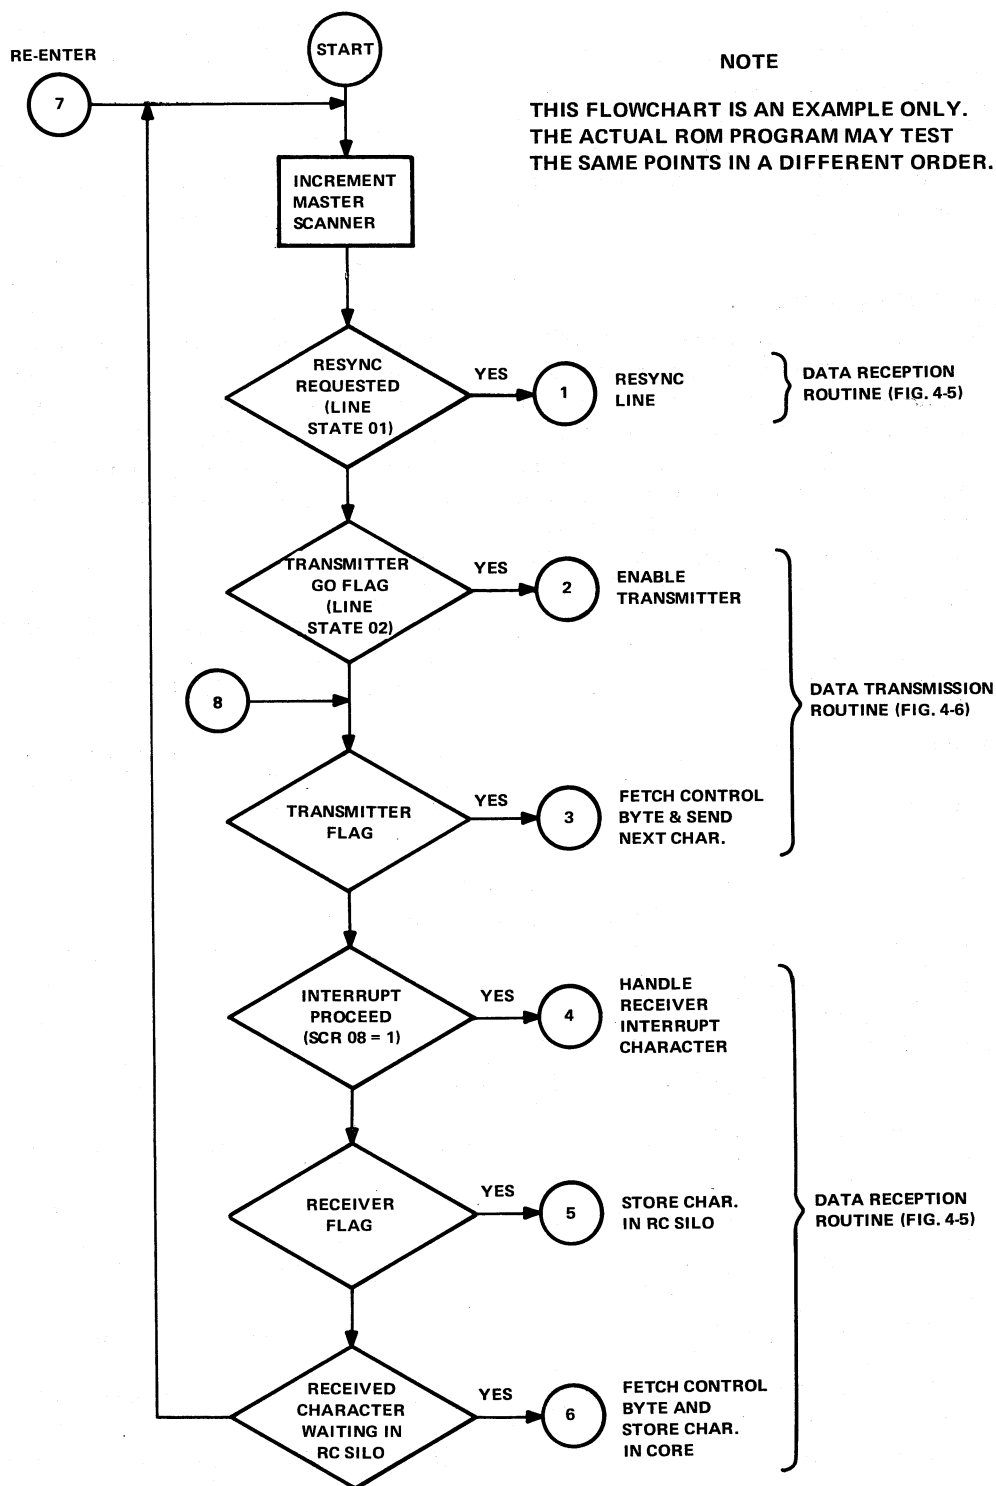 START
RE-ENTER
7
NOTE
THIS FLOWCHART IS AN EXAMPLE ONLY.
THE ACTUAL ROM PROGRAM MAY TEST
THE SAME POINTS IN A DIFFERENT ORDER.
INCREMENT
MASTER
SCANNER
RESYNC
REQUESTED
(LINE
STATE 01)
YES
1
RESYNC
LINE
DATA RECEPTION
ROUTINE (FIG. 4-5)
TRANSMITTER
GO FLAG
(LINE
STATE 02)
YES
2
ENABLE
TRANSMITTER
8
DATA TRANSMISSION
ROUTINE (FIG. 4-6)
TRANSMITTER
FLAG
YES
3
FETCH CONTROL
BYTE & SEND
NEXT CHAR.
INTERRUPT
PROCEED
(SCR 08 = 1)
YES
4
HANDLE
RECEIVER
INTERRUPT
CHARACTER
RECEIVER
FLAG
YES
5
STORE CHAR.
IN RC SILO
DATA RECEPTION
ROUTINE (FIG. 4-5)
RECEIVED
CHARACTER
WAITING IN
RC SILO
YES
6
FETCH CONTROL
BYTE AND
STORE CHAR.
IN CORE